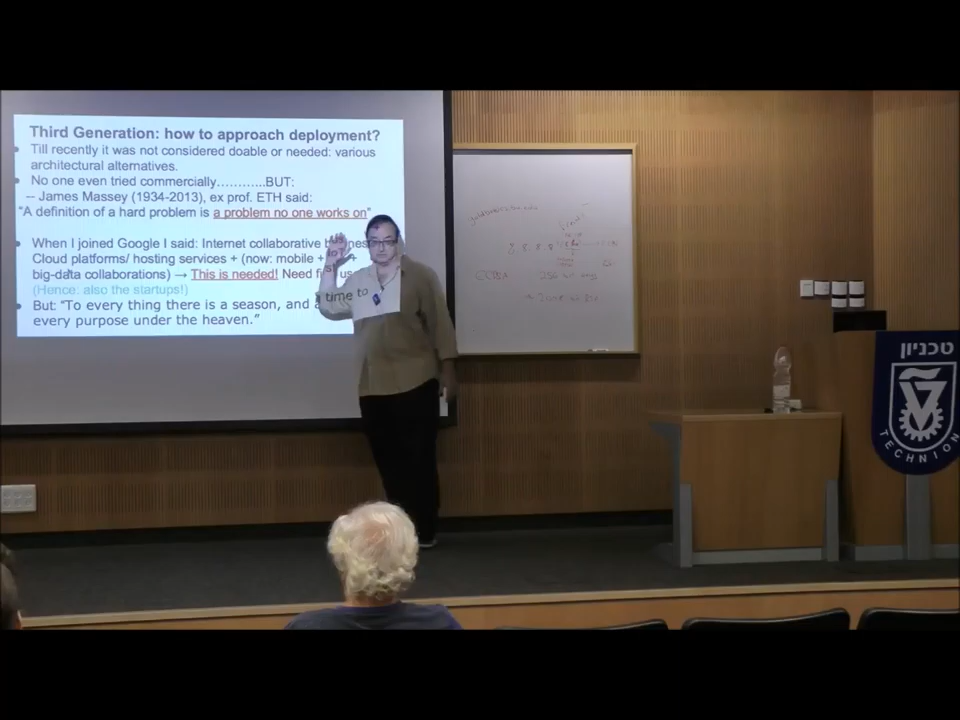 Third Generation: how to approach deployment?
Till recently it was not considered doable or needed: various
architectural alternatives.
No one even tried commercially…………BUT:
-- James Massey (1934-2013), ex prof. ETH said:
“A definition of a hard problem is a problem no one works on”
When I joined Google I said: Internet collaborative
Cloud platforms/ hosting services + (now: mobile + IoT +
big-data collaborations) → This is needed! Need
(Hence: also the startups!)
But: “To every thing there is a season, and a time to
every purpose under the heaven.”
טכניון
TECHNION